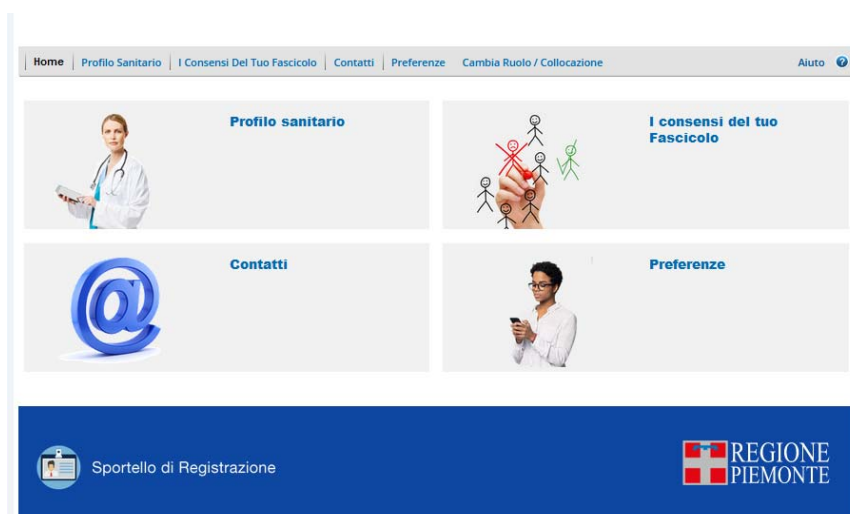 Home Profilo Sanitario I Consensi Del Tuo Fascicolo Contatti Preferenze Cambia Ruolo / Collocazione Aiuto ?
Profilo sanitario
I consensi del tuo
Fascicolo
Contatti
Preferenze
Sportello di Registrazione
REGIONE
PIEMONTE